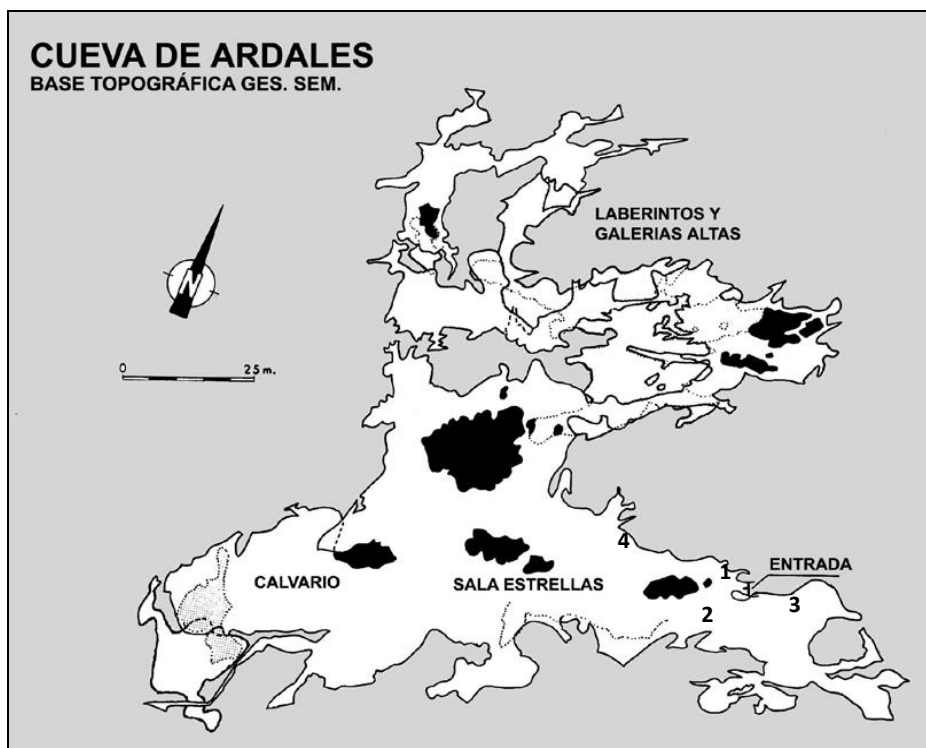 CUEVA DE ARDALES
BASE TOPOGRÁFICA GES. SEM.
LABERINTOS Y
GALERIAS ALTAS
N
0 25 m.
4
1
ENTRADA
CALVARIO
SALA ESTRELLAS
2
3